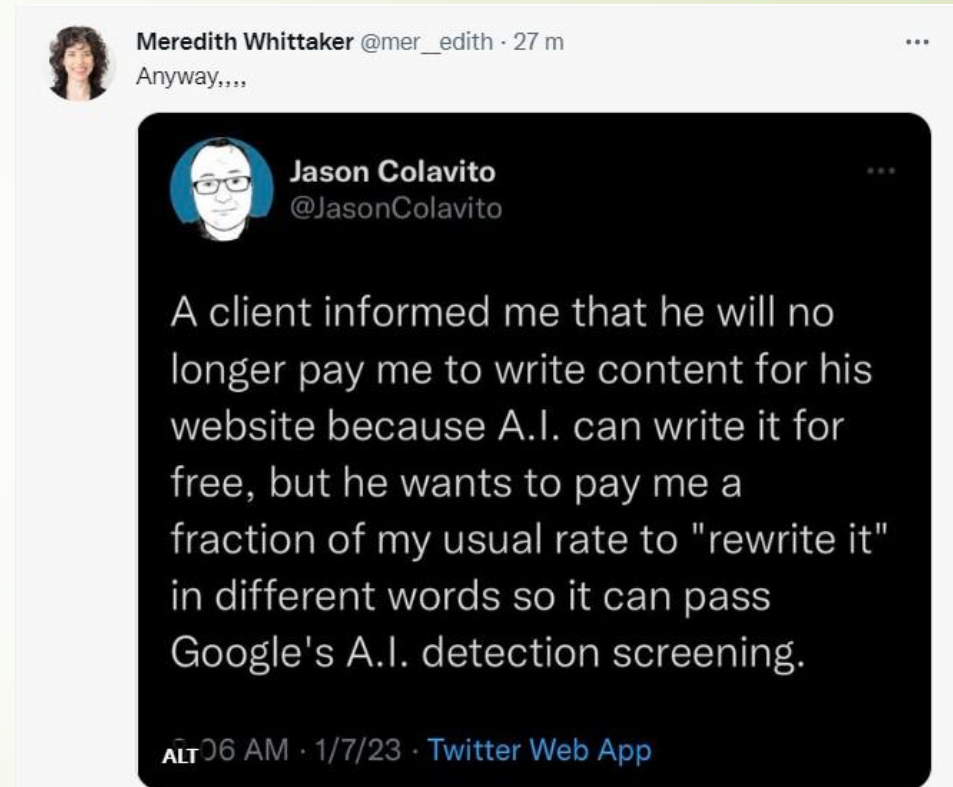 Meredith Whittaker @mer__edith · 27 m
Anyway,,,,
Jason Colavito
@JasonColavito
A client informed me that he will no
longer pay me to write content for his
website because A.I. can write it for
free, but he wants to pay me a
fraction of my usual rate to "rewrite it"
in different words so it can pass
Google's A.I. detection screening.
ALT 06 AM · 1/7/23 · Twitter Web App